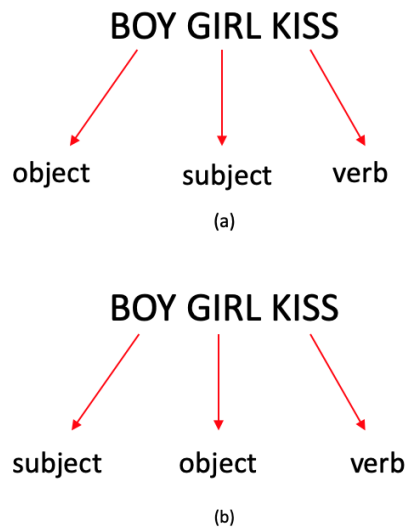 BOY GIRL KISS
object subject verb
(a)
BOY GIRL KISS
subject object verb
(b)